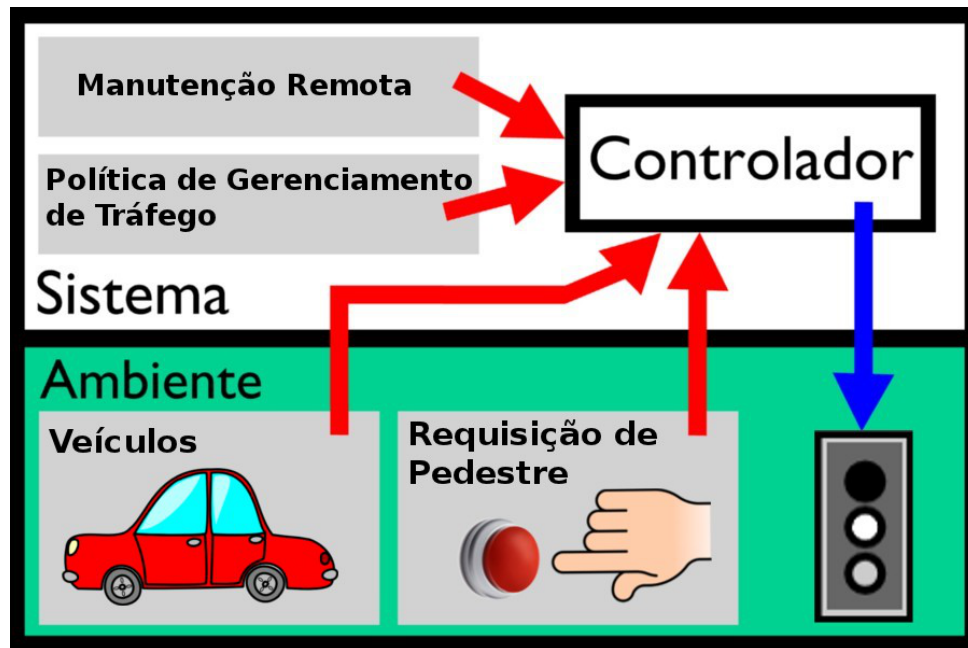 Manutenção Remota
Controlador
Política de Gerenciamento
de Tráfego
Sistema
Ambiente
Veículos
Requisição de
Pedestre